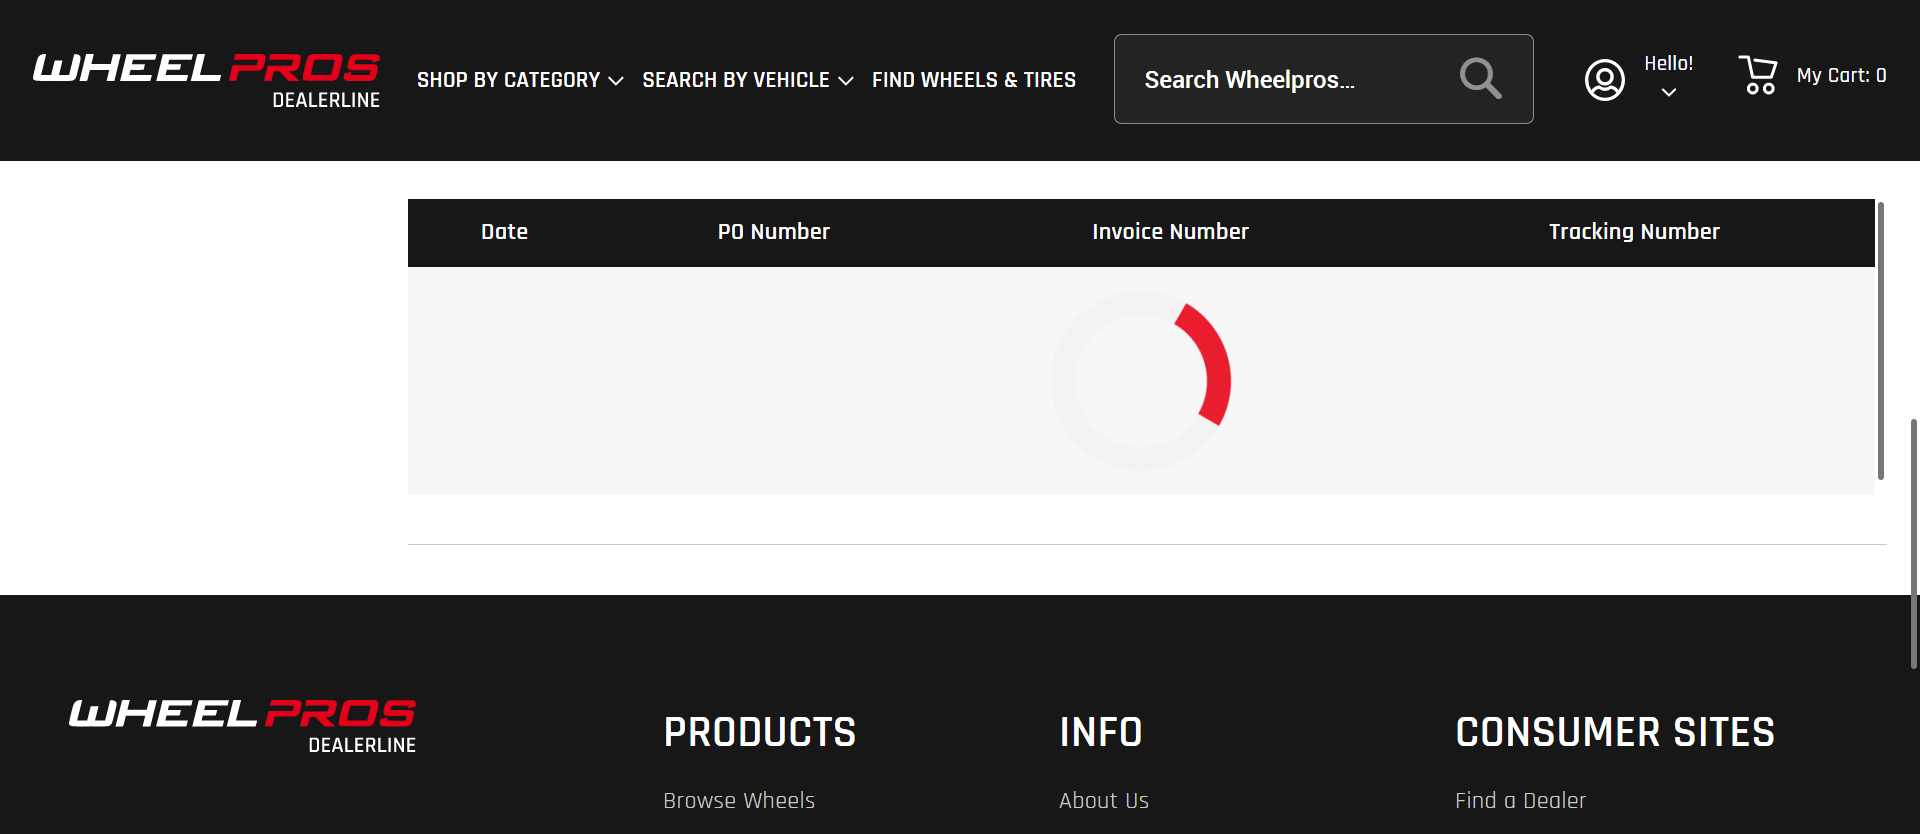 WHEEL PROS
DEALERLINE
SHOP BY CATEGORY
SEARCH BY VEHICLE
FIND WHEELS & TIRES
Search Wheelpros...
Hello!
My Cart: 0
Date
PO Number
Invoice Number
Tracking Number
WHEEL PROS
DEALERLINE
PRODUCTS
INFO
CONSUMER SITES
Browse Wheels
About Us
Find a Dealer